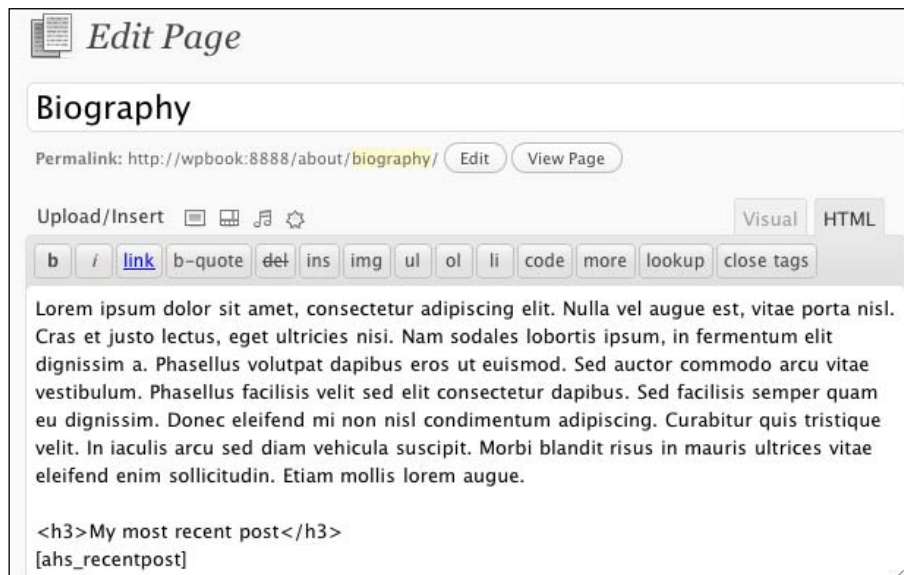 Edit Page
Biography
Permalink: http://wpbook:8888/about/biography/ Edit View Page
Upload/Insert Visual HTML
b i link b-quote del ins img ul ol li code more lookup close tags
Lorem ipsum dolor sit amet, consectetur adipiscing elit. Nulla vel augue est, vitae porta nisl.
Cras et justo lectus, eget ultricies nisi. Nam sodales lobortis ipsum, in fermentum elit
dignissim a. Phasellus volutpat dapibus eros ut euismod. Sed auctor commodo arcu vitae
vestibulum. Phasellus facilisis velit sed elit consectetur dapibus. Sed facilisis semper quam
eu dignissim. Donec eleifend mi non nisl condimentum adipiscing. Curabitur quis tristique
velit. In iaculis arcu sed diam vehicula suscipit. Morbi blandit risus in mauris ultrices vitae
eleifend enim sollicitudin. Etiam mollis lorem augue.
<h3>My most recent post</h3>
[ahs_recentpost]